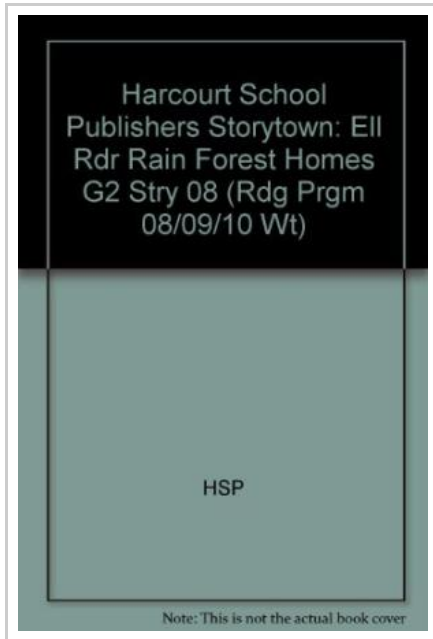 Harcourt School
Publishers Storytown: Ell
Rdr Rain Forest Homes
G2 Stry 08 (Rdg Prgm
08/09/10 Wt)
HSP
Note: This is not the actual book cover